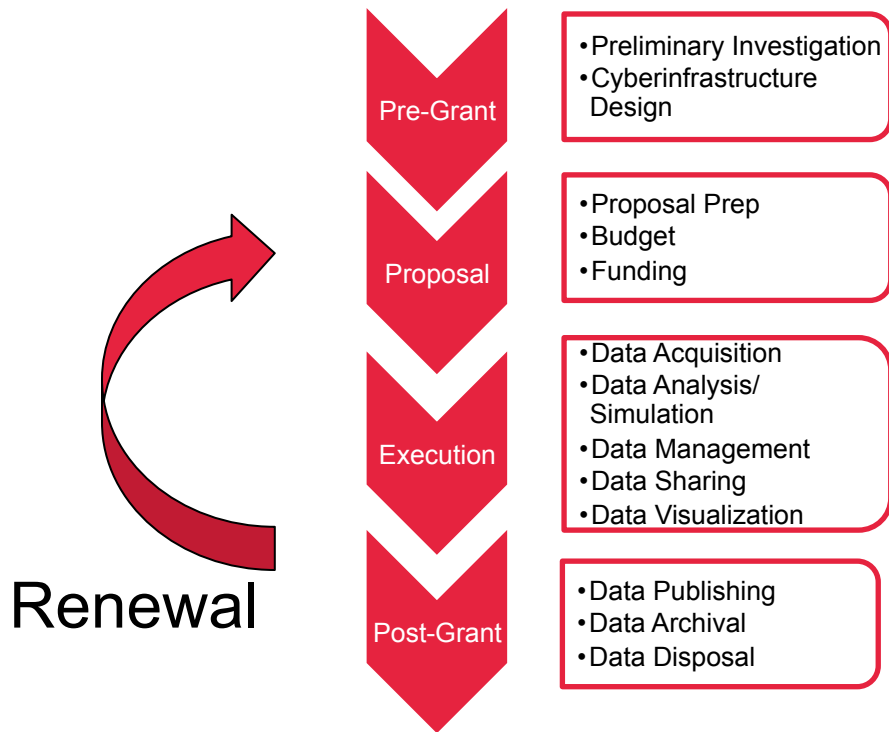 Pre-Grant
•Preliminary Investigation
•Cyberinfrastructure
Design
Proposal
•Proposal Prep
•Budget
•Funding
Execution
•Data Acquisition
•Data Analysis/
Simulation
•Data Management
•Data Sharing
•Data Visualization
Renewal
Post-Grant
•Data Publishing
•Data Archival
•Data Disposal